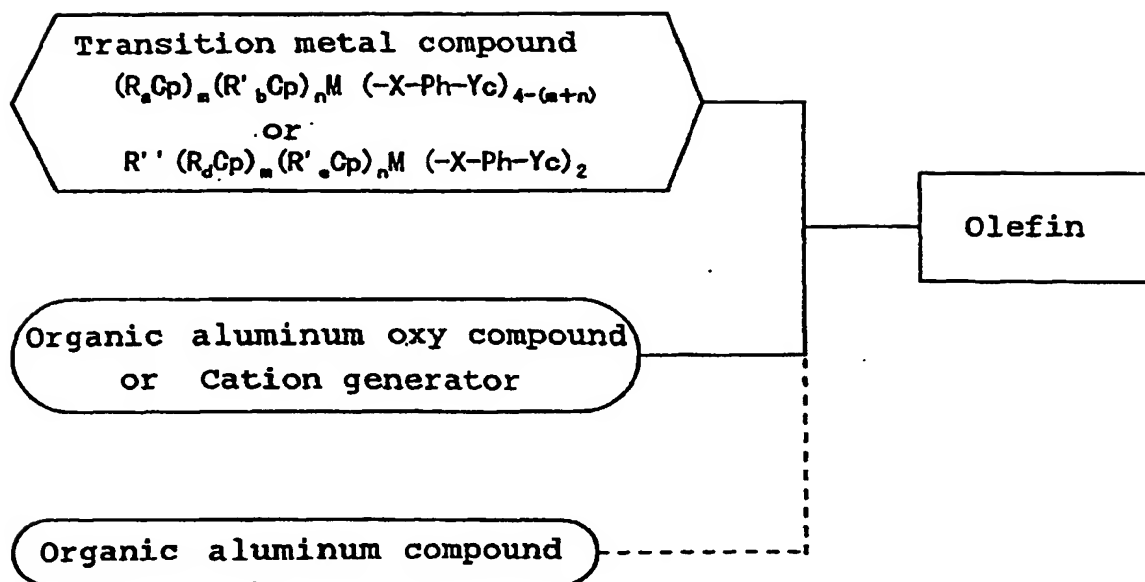 Transition metal compound
(RaCp)m(R'bCp)nM (-X-Ph-Yc)4-(m+n)
or
R''(RdCp)m(R'eCp)nM (-X-Ph-Yc)2
Olefin
Organic aluminum oxy compound
or Cation generator
Organic aluminum compound